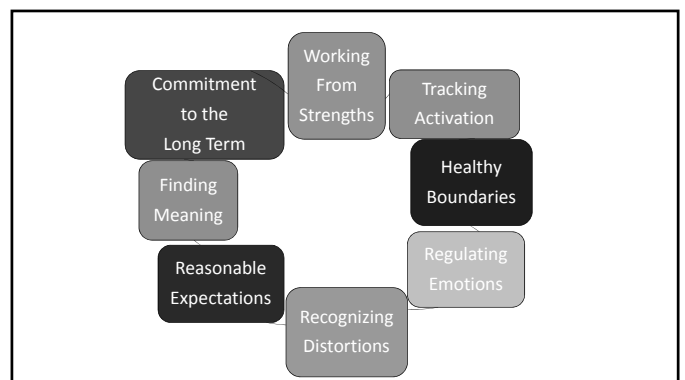 Working
From
Strengths
Tracking
Activation
Healthy
Boundaries
Regulating
Emotions
Recognizing
Distortions
Reasonable
Expectations
Finding
Meaning
Commitment
to the
Long Term